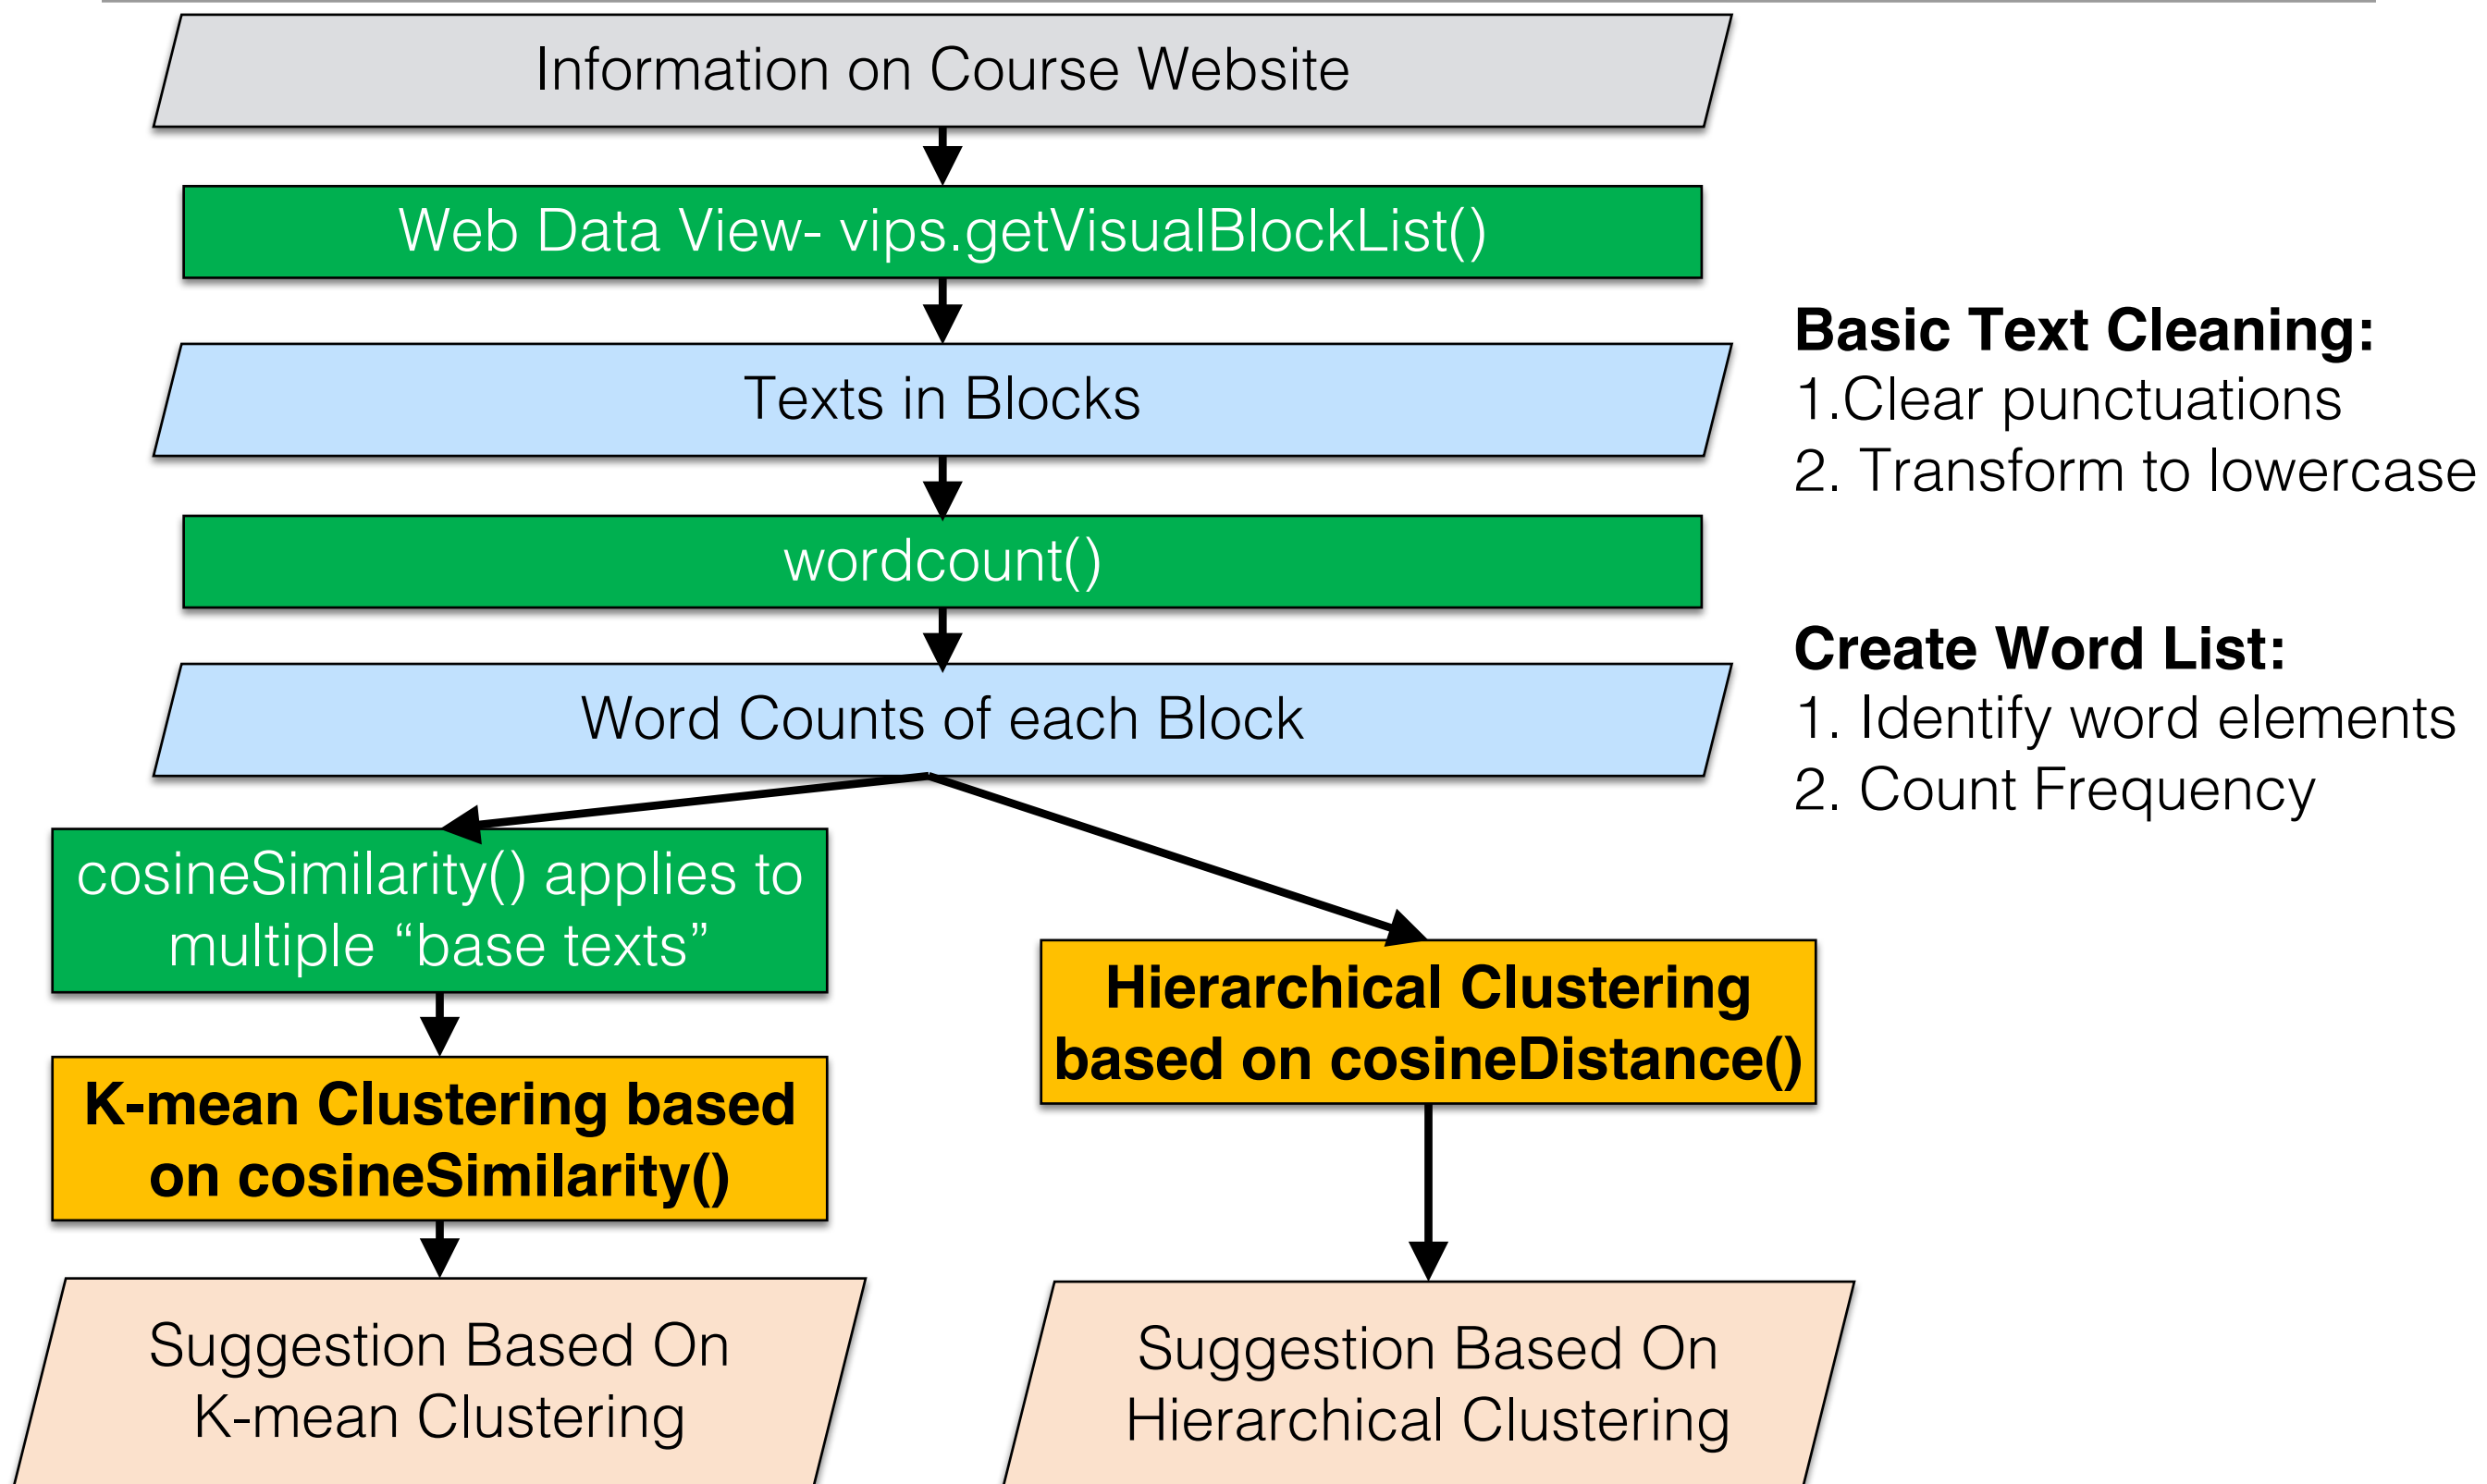 Information on Course Website
Web Data View- vips.getVisualBlockList()
Texts in Blocks
wordcount()
Word Counts of each Block
Basic Text Cleaning:
1.Clear punctuations
2. Transform to lowercase
Create Word List:
1. Identify word elements
2. Count Frequency
cosineSimilarity() applies to
multiple “base texts”
K-mean Clustering based
on cosineSimilarity()
Suggestion Based On
K-mean Clustering
Hierarchical Clustering
based on cosineDistance()
Suggestion Based On
Hierarchical Clustering